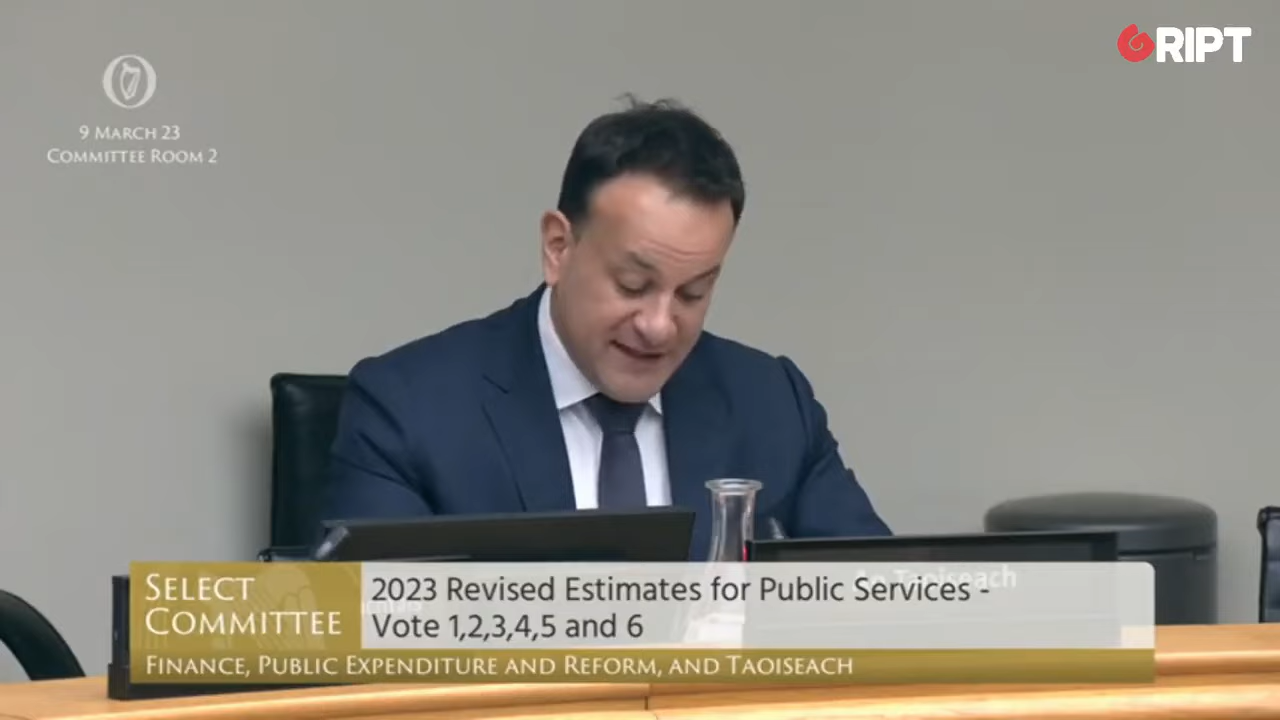 GRIPT
9 MARCH 23
COMMITTEE ROOM 2
An Taoiseach
SELECT
COMMITTEE
2023 Revised Estimates for Public Services -
Vote 1,2,3,4,5 and 6
FINANCE, PUBLIC EXPENDITURE AND REFORM, AND TAOISEACH